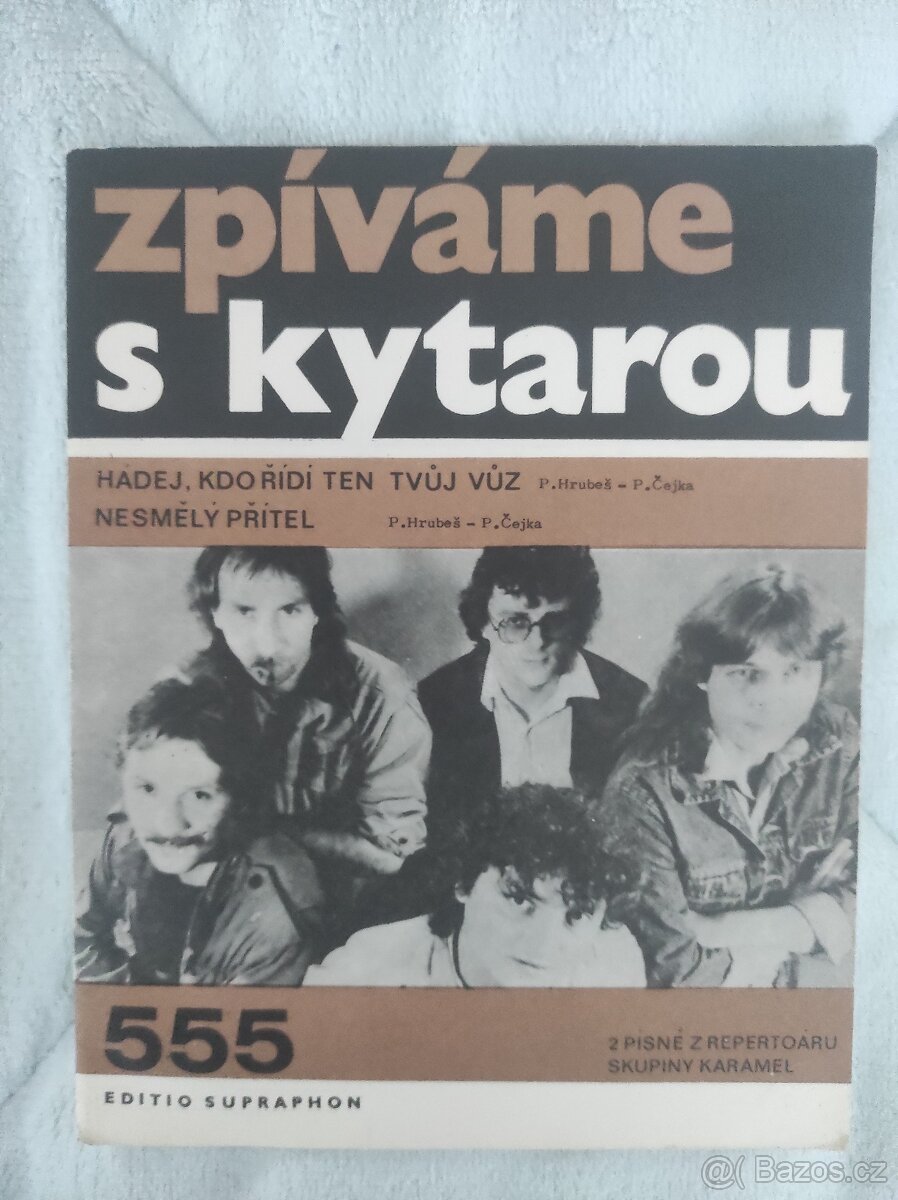 zpíváme
s kytarou
HÁDEJ, KDO ŘÍDÍ TEN TVŮJ VŮZ P.Hrubeš - P.Čejka
NESMĚLÝ PŘÍTEL P.Hrubeš - P.Čejka
555
2 PÍSNĚ Z REPERTOÁRU
SKUPINY KARAMEL
EDITIO SUPRAPHON
@( Bazos.cz